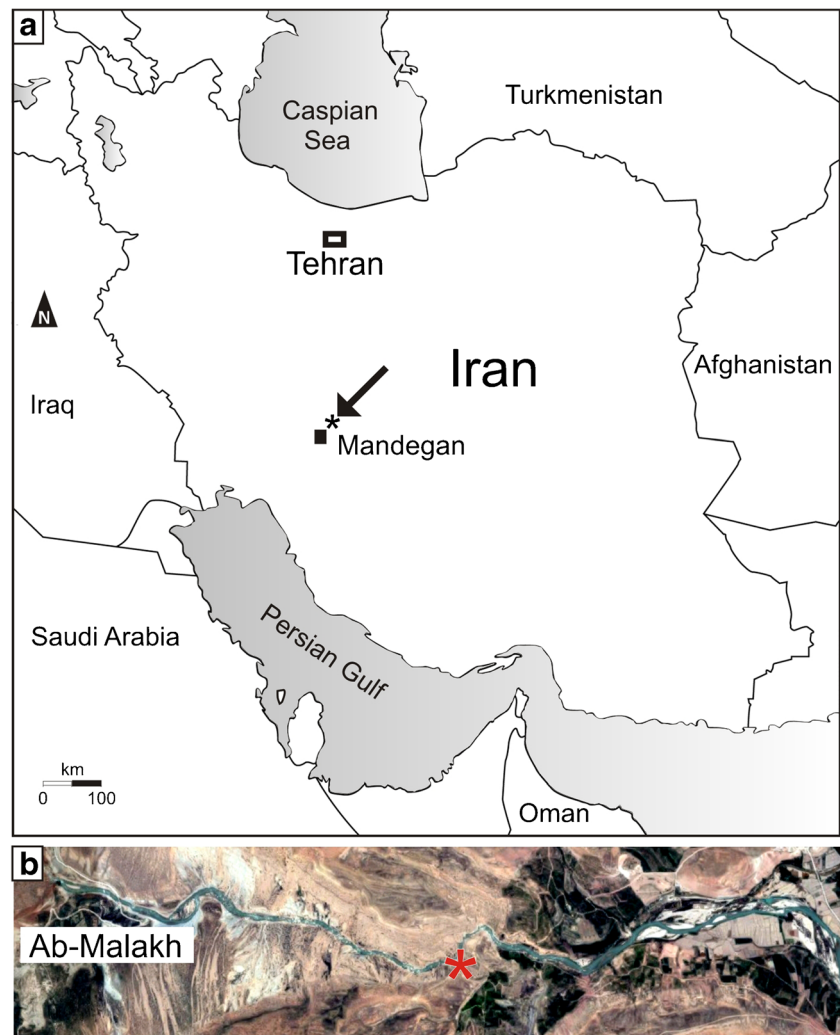 a
Caspian
Sea
Turkmenistan
Tehran
N
Iran
Afghanistan
Iraq
*
Mandegan
Persian Gulf
Saudi Arabia
km
0 100
Oman
b
Ab-Malakh
*